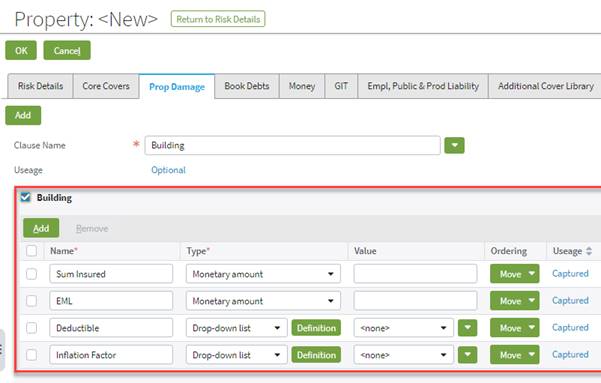 Property: <New> Return to Risk Details
OK Cancel
Risk Details Core Covers Prop Damage Book Debts Money GIT Empl, Public & Prod Liability Additional Cover Library
Add
Clause Name * Building
Useage Optional
Building
Add Remove
Name* Type* Value Ordering Useage
Sum Insured Monetary amount Move Captured
EML Monetary amount Move Captured
Deductible Drop-down list Definition <none> Move Captured
Inflation Factor Drop-down list Definition <none> Move Captured